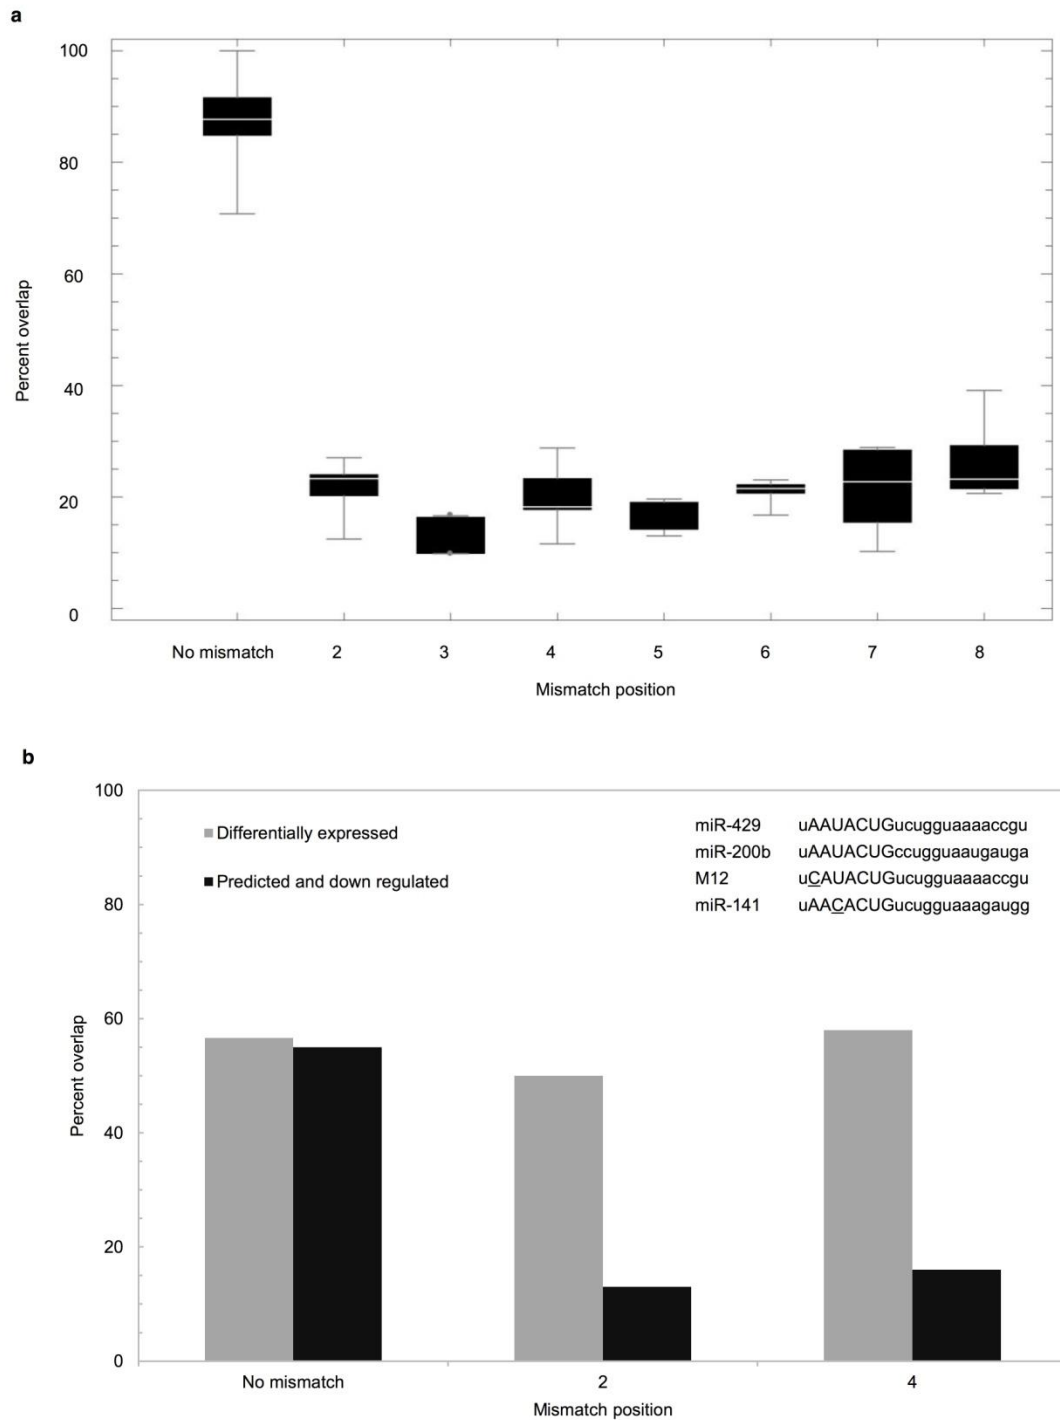 a
100
80
60
40
20
0
Percent overlap
No mismatch 2 3 4 5 6 7 8
Mismatch position
b
100
80
60
40
20
0
Percent overlap
Differentially expressed
Predicted and down regulated
miR-429 uAAUACUGucugguaaaaccgu
miR-200b uAAUACUGccugguaaugauga
M12 uCAUACUGucugguaaaaccgu
miR-141 uAACACUGucugguaaagaugg
No mismatch 2 4
Mismatch position